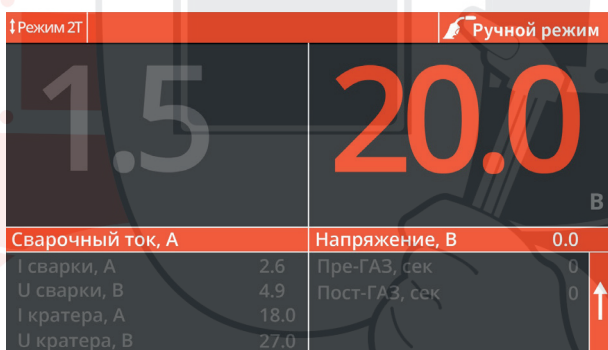 Режим 2Т
Ручной режим
1.5
20.0
В
Сварочный ток, А
Напряжение, В 0.0
I сварки, А 2.6
U сварки, В 4.9
I кратера, А 18.0
U кратера, В 27.0
Пре-ГАЗ, сек 0
Пост-ГАЗ, сек 0